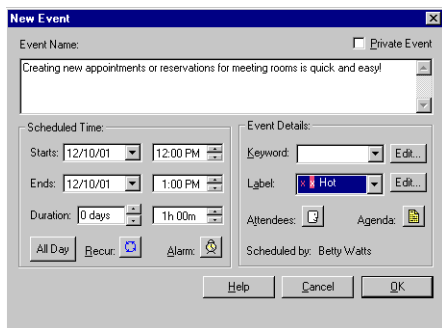 New Event
Event Name:
Private Event
Creating new appointments or reservations for meeting rooms is quick and easy!
Scheduled Time:
Starts: 12/10/01 12:00 PM
Ends: 12/10/01 1:00 PM
Duration: 0 days 1h 00m
All Day Recur: Alarm:
Event Details:
Keyword: Edit...
Label: Hot Edit...
Attendees: Agenda:
Scheduled by: Betty Watts
Help Cancel OK